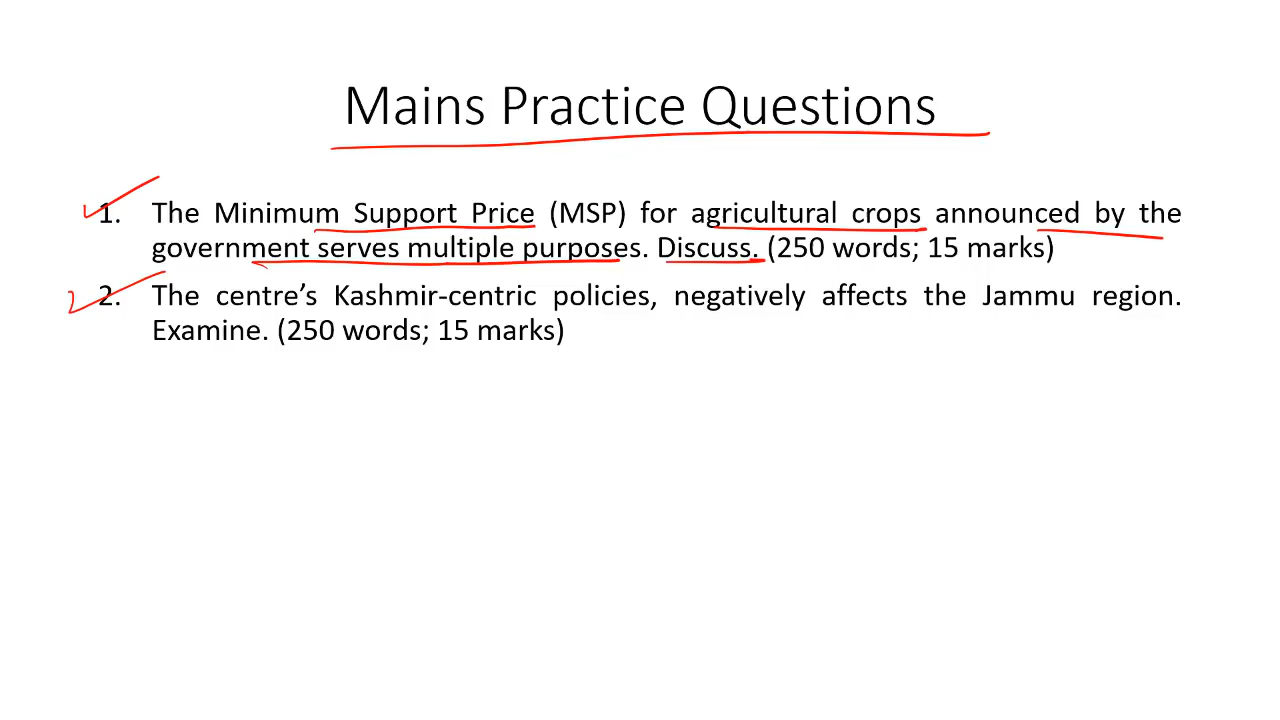 Mains Practice Questions
1. The Minimum Support Price (MSP) for agricultural crops announced by the
government serves multiple purposes. Discuss. (250 words; 15 marks)
2. The centre’s Kashmir-centric policies, negatively affects the Jammu region.
Examine. (250 words; 15 marks)